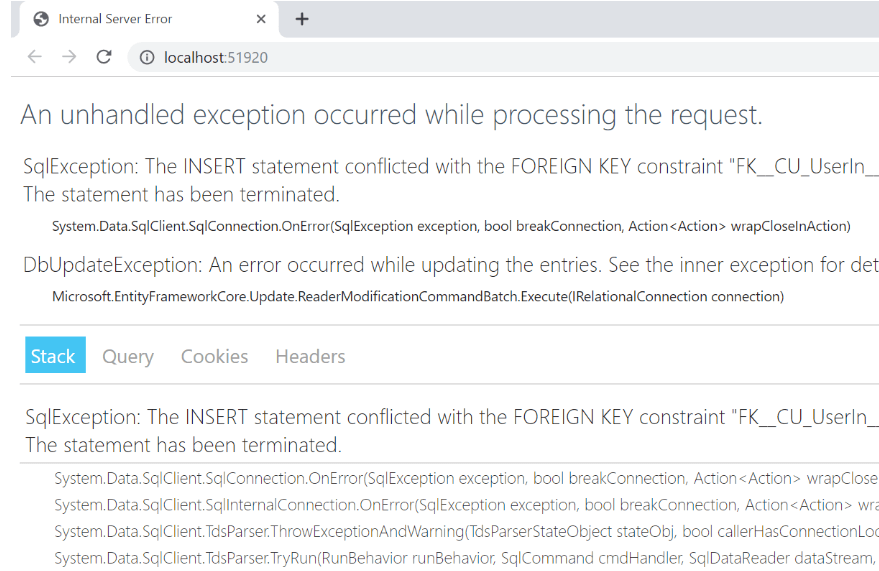 Internal Server Error
localhost:51920
An unhandled exception occurred while processing the request.
SqlException: The INSERT statement conflicted with the FOREIGN KEY constraint "FK__CU_UserIn__
The statement has been terminated.
System.Data.SqlClient.SqlConnection.OnError(SqlException exception, bool breakConnection, Action<Action> wrapCloseInAction)
DbUpdateException: An error occurred while updating the entries. See the inner exception for det
Microsoft.EntityFrameworkCore.Update.ReaderModificationCommandBatch.Execute(IRelationalConnection connection)
Stack Query Cookies Headers
SqlException: The INSERT statement conflicted with the FOREIGN KEY constraint "FK__CU_UserIn__
The statement has been terminated.
System.Data.SqlClient.SqlConnection.OnError(SqlException exception, bool breakConnection, Action<Action> wrapClose
System.Data.SqlClient.SqlInternalConnection.OnError(SqlException exception, bool breakConnection, Action<Action> wra
System.Data.SqlClient.TdsParser.ThrowExceptionAndWarning(TdsParserStateObject stateObj, bool callerHasConnectionLoc
System.Data.SqlClient.TdsParser.TryRun(RunBehavior runBehavior, SqlCommand cmdHandler, SqlDataReader dataStream,